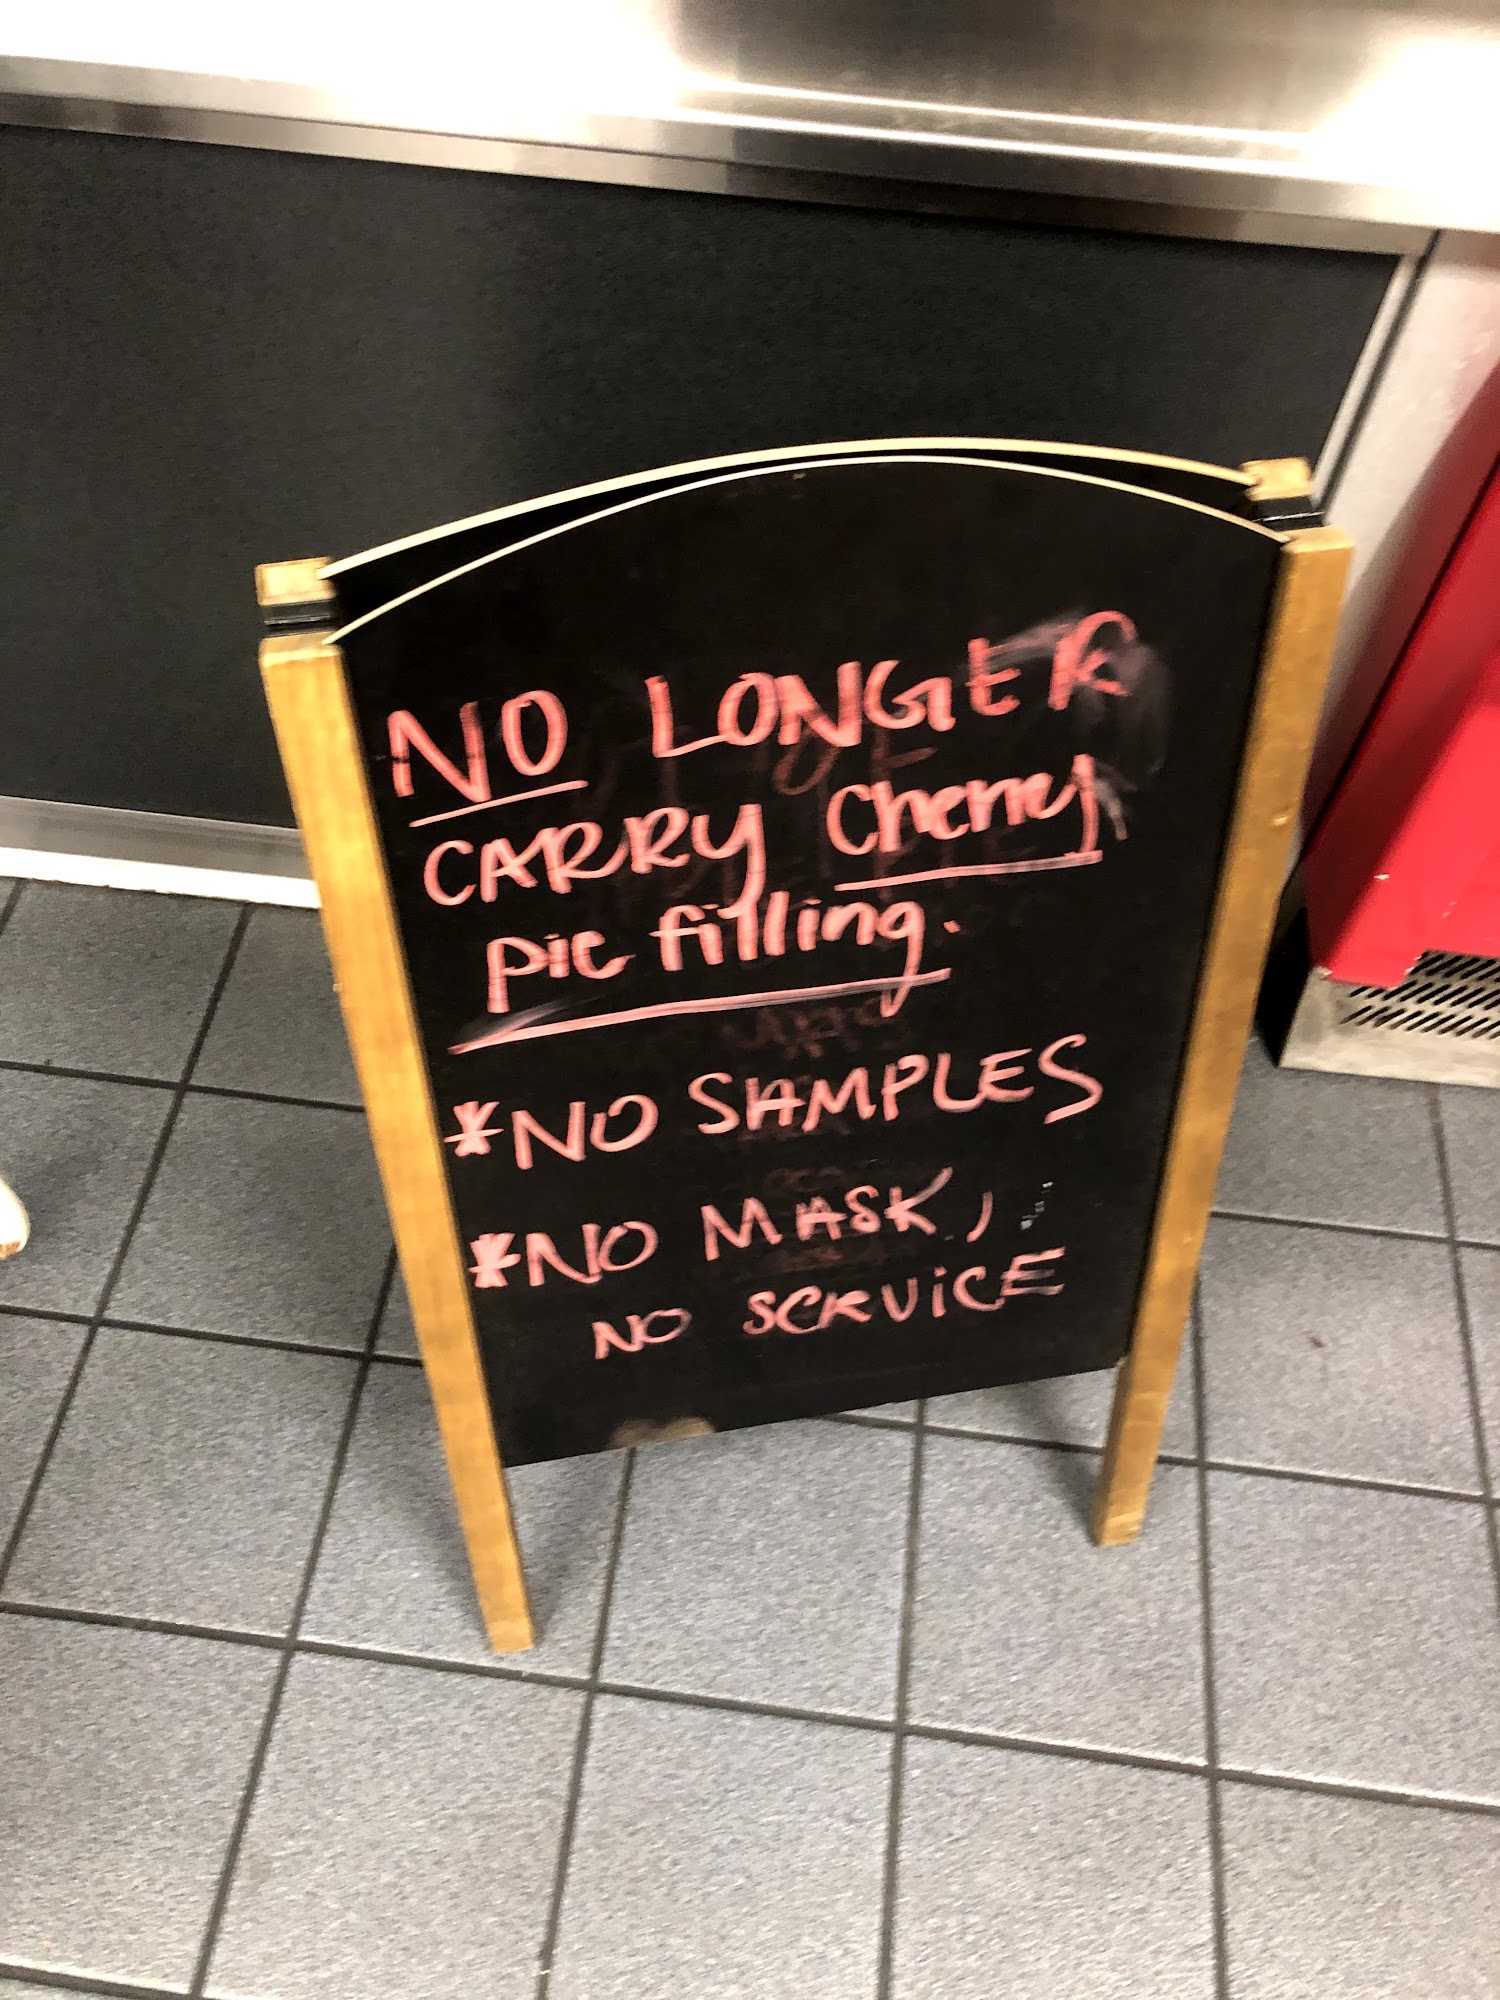 NO LONGER
CARRY Cherry
pie filling.
*NO SAMPLES
*NO MASK,
NO SERViCE